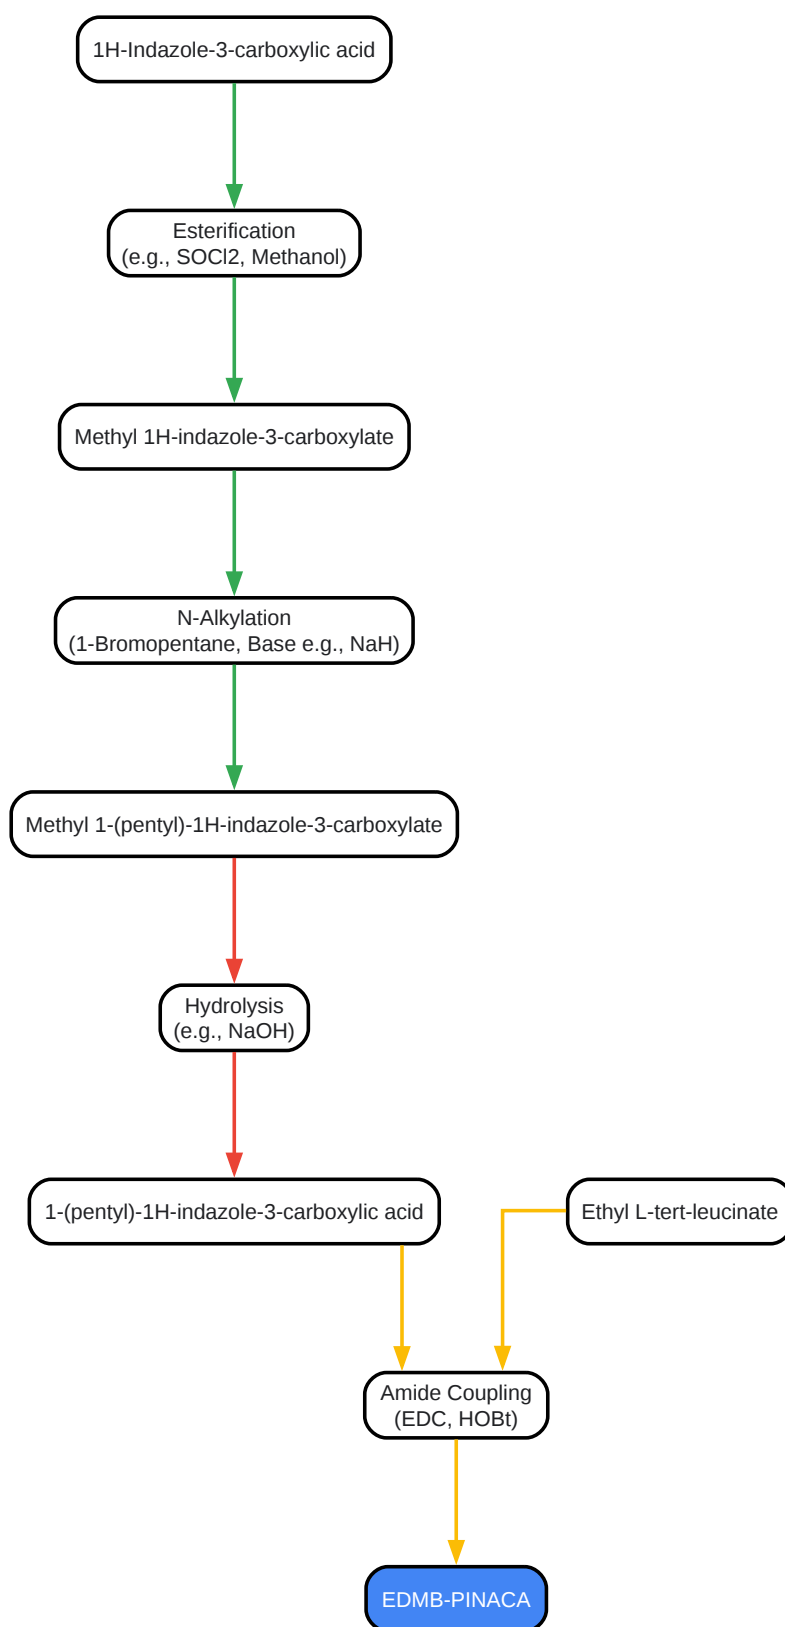 1H-Indazole-3-carboxylic acid
Esterification
(e.g., SOCl2, Methanol)
Methyl 1H-indazole-3-carboxylate
N-Alkylation
(1-Bromopentane, Base e.g., NaH)
Methyl 1-(pentyl)-1H-indazole-3-carboxylate
Hydrolysis
(e.g., NaOH)
1-(pentyl)-1H-indazole-3-carboxylic acid
Ethyl L-tert-leucinate
Amide Coupling
(EDC, HOBt)
EDMB-PINACA